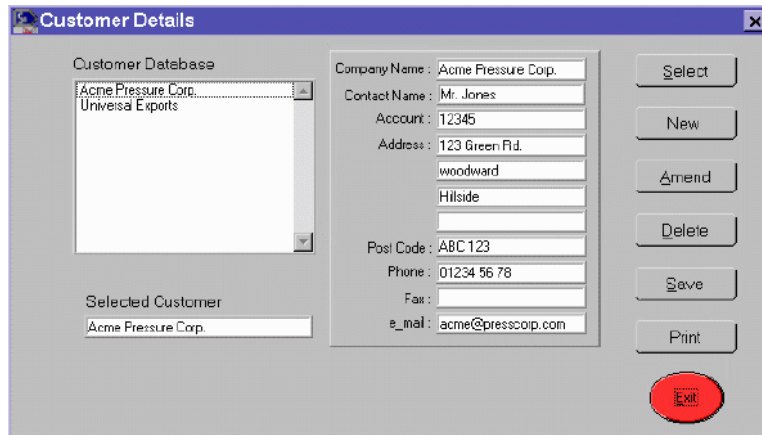 Customer Details
Customer Database
Acme Pressure Corp.
Universal Exports
Selected Customer
Acme Pressure Corp.
Company Name : Acme Pressure Corp.
Contact Name : Mr. Jones
Account : 12345
Address : 123 Green Rd.
woodward
Hillside
Post Code : ABC 123
Phone : 01234 56 78
Fax :
e_mail : acme@presscorp.com
Select
New
Amend
Delete
Save
Print
Exit